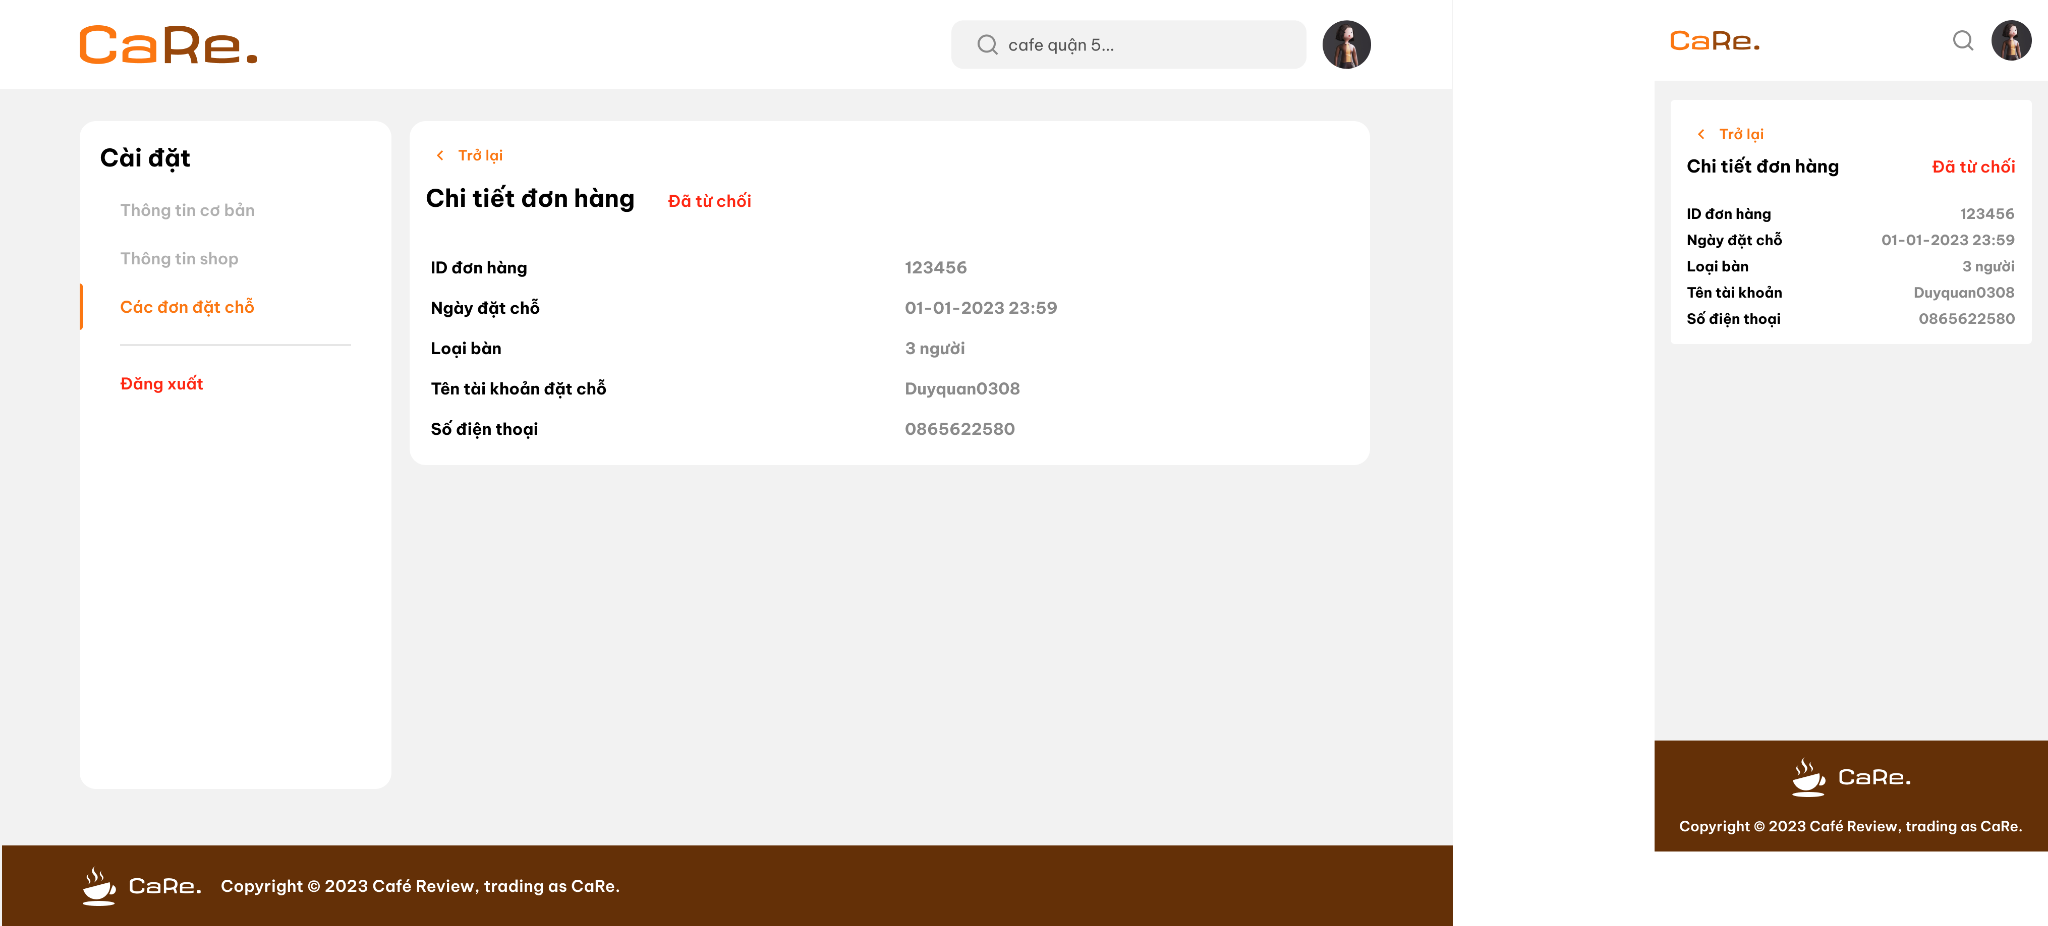 CaRe.
cafe quận 5...
Cài đặt
Thông tin cơ bản
Thông tin shop
Các đơn đặt chỗ
Đăng xuất
Trở lại
Chi tiết đơn hàng
Đã từ chối
ID đơn hàng
123456
Ngày đặt chỗ
01-01-2023 23:59
Loại bàn
3 người
Tên tài khoản đặt chỗ
Duyquan0308
Số điện thoại
0865622580
CaRe.
Copyright © 2023 Café Review, trading as CaRe.
CaRe.
Trở lại
Chi tiết đơn hàng
Đã từ chối
ID đơn hàng
123456
Ngày đặt chỗ
01-01-2023 23:59
Loại bàn
3 người
Tên tài khoản
Duyquan0308
Số điện thoại
0865622580
CaRe.
Copyright © 2023 Café Review, trading as CaRe.